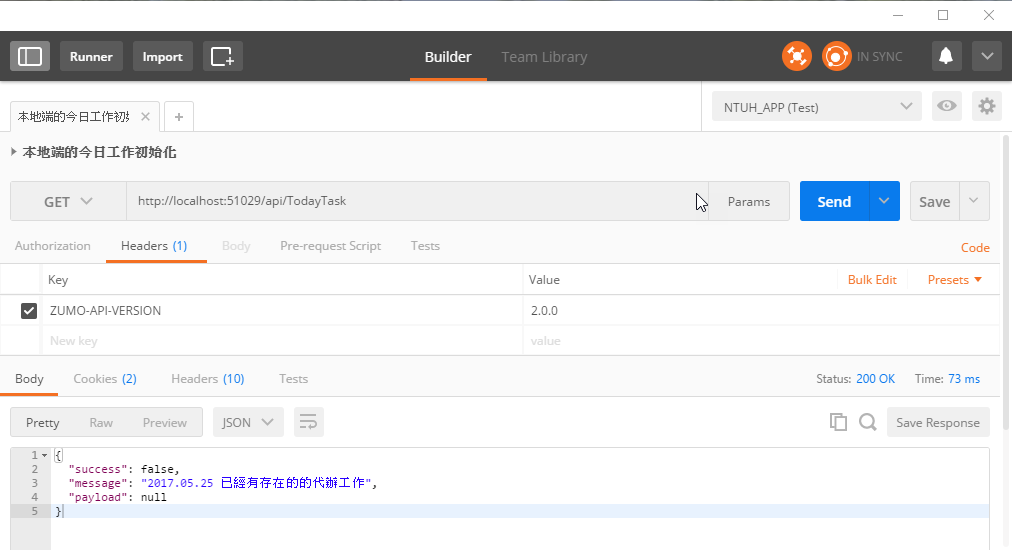 Runner Import Builder Team Library IN SYNC
本地端的今日工作初始 NTUH_APP (Test)
本地端的今日工作初始化
GET http://localhost:51029/api/TodayTask Params Send Save
Authorization Headers (1) Body Pre-request Script Tests Code
Key Value Bulk Edit Presets
ZUMO-API-VERSION 2.0.0
New key value
Body Cookies (2) Headers (10) Tests Status: 200 OK Time: 73 ms
Pretty Raw Preview JSON Save Response
1 {
2 "success": false,
3 "message": "2017.05.25 已經有存在的的代辦工作",
4 "payload": null
5 }